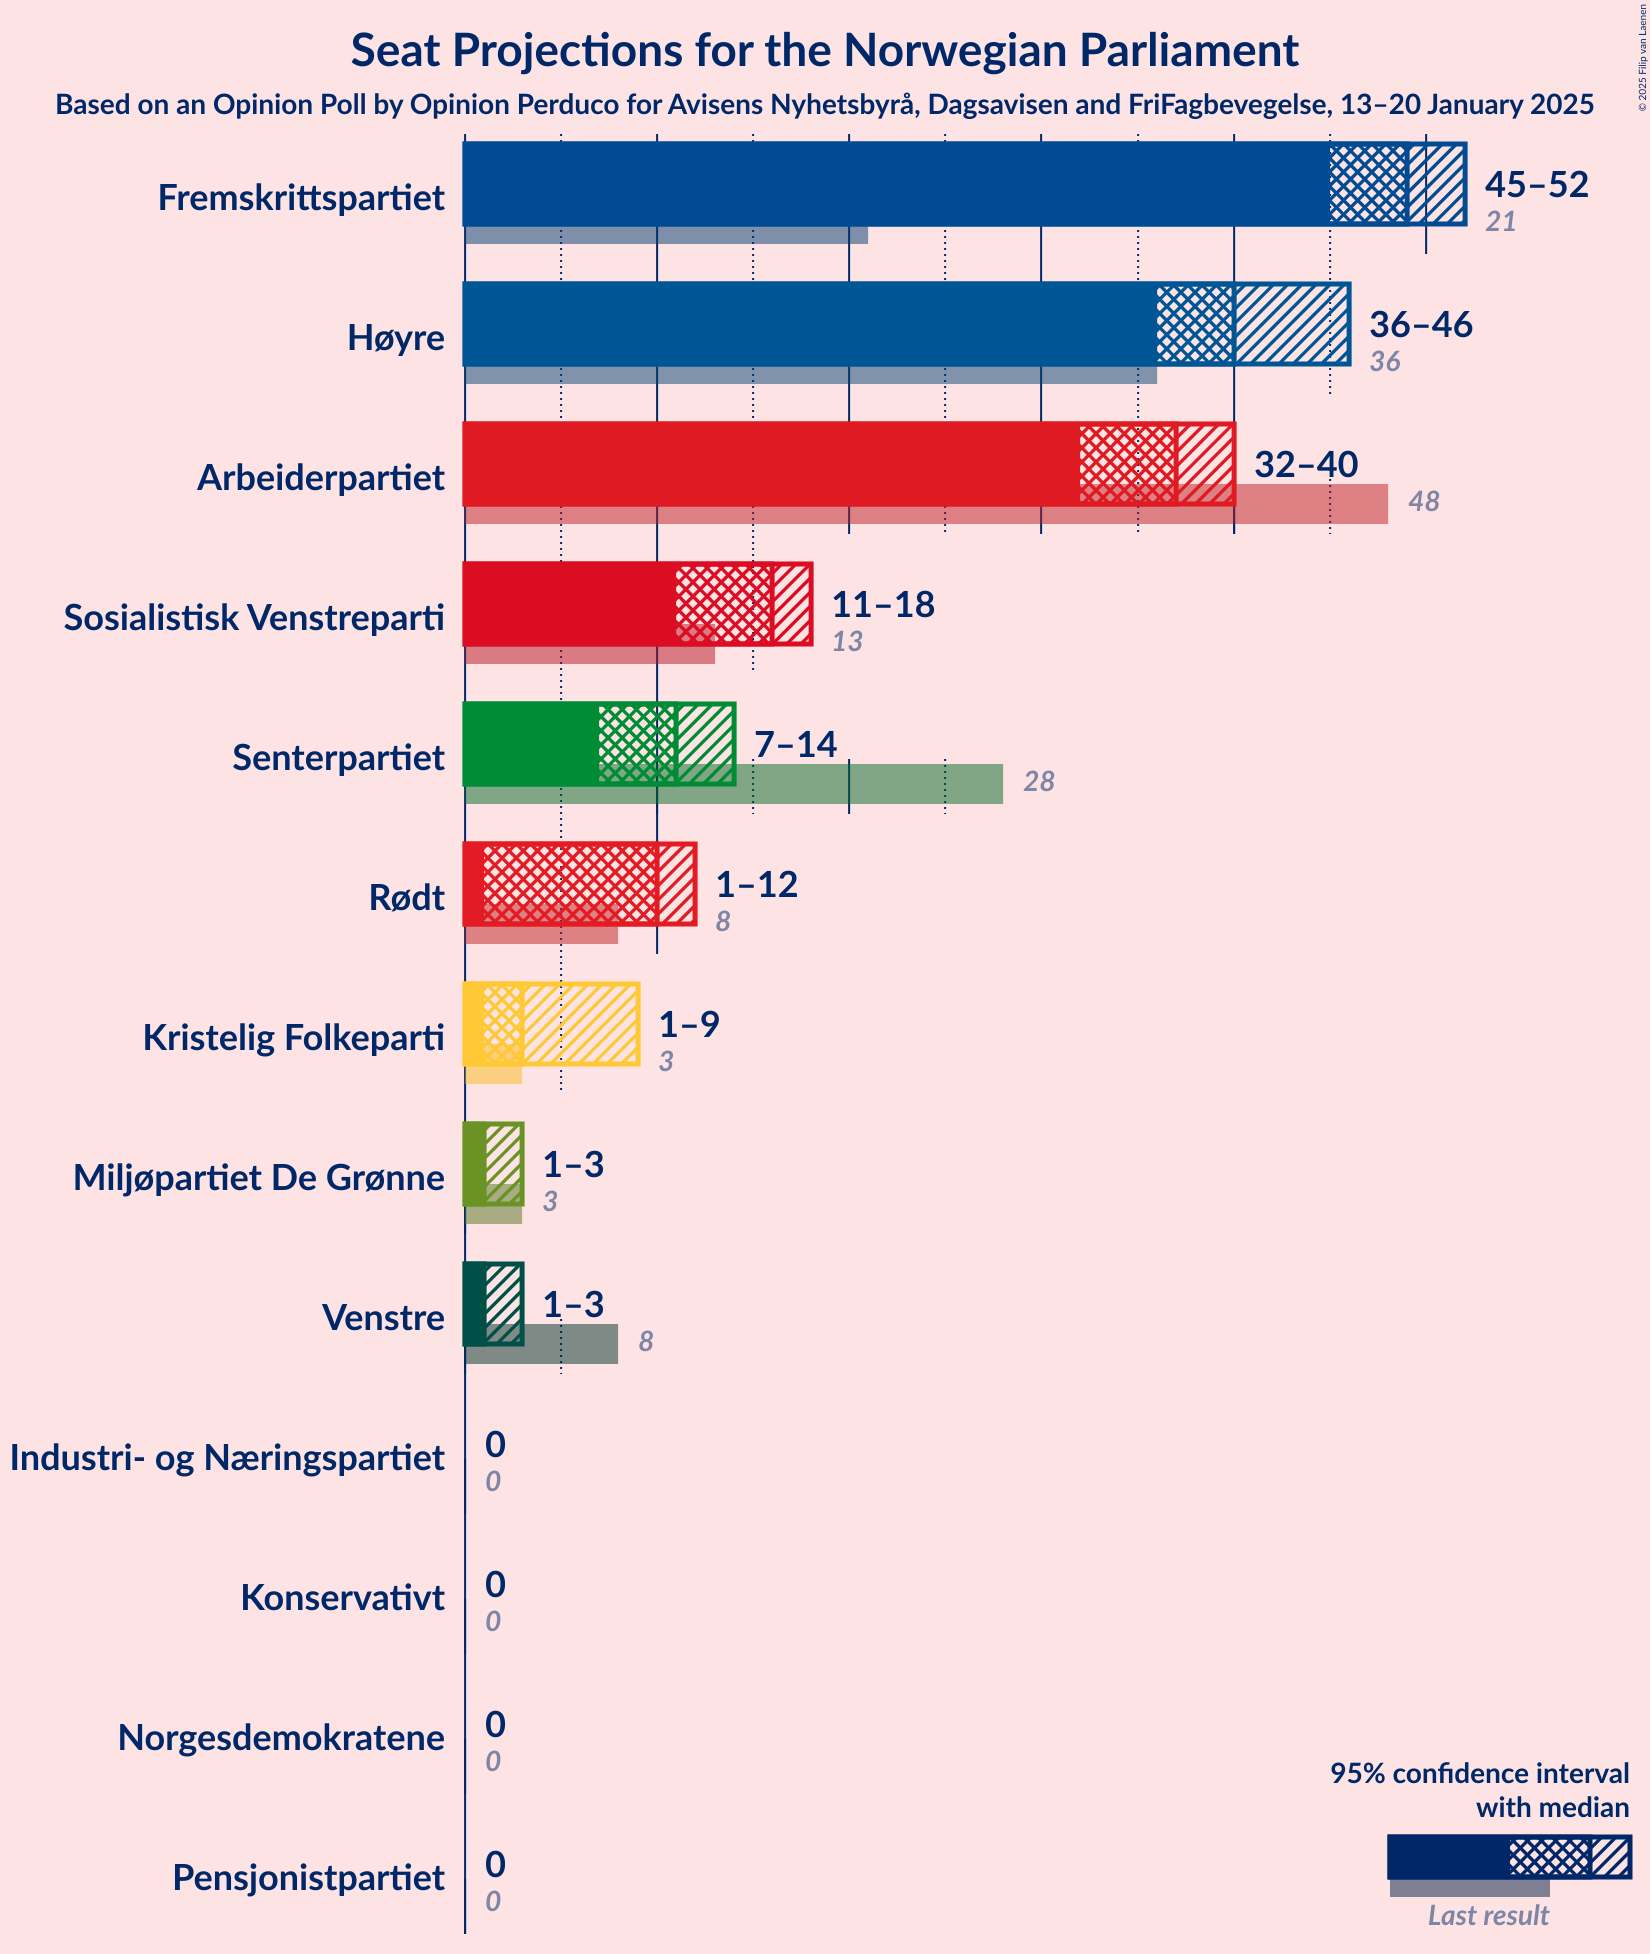 Seat Projections for the Norwegian Parliament
Based on an Opinion Poll by Opinion Perduco for Avisens Nyhetsbyrå, Dagsavisen and FriFagbevegelse, 13–20 January 2025
© 2025 Filip van Laenen
Fremskrittspartiet
45–52
21
Høyre
36–46
36
Arbeiderpartiet
32–40
48
Sosialistisk Venstreparti
11–18
13
Senterpartiet
7–14
28
Rødt
1–12
8
Kristelig Folkeparti
1–9
3
Miljøpartiet De Grønne
1–3
3
Venstre
1–3
8
Industri- og Næringspartiet
0
0
Konservativt
0
0
Norgesdemokratene
0
0
Pensjonistpartiet
0
0
95% confidence interval
with median
Last result